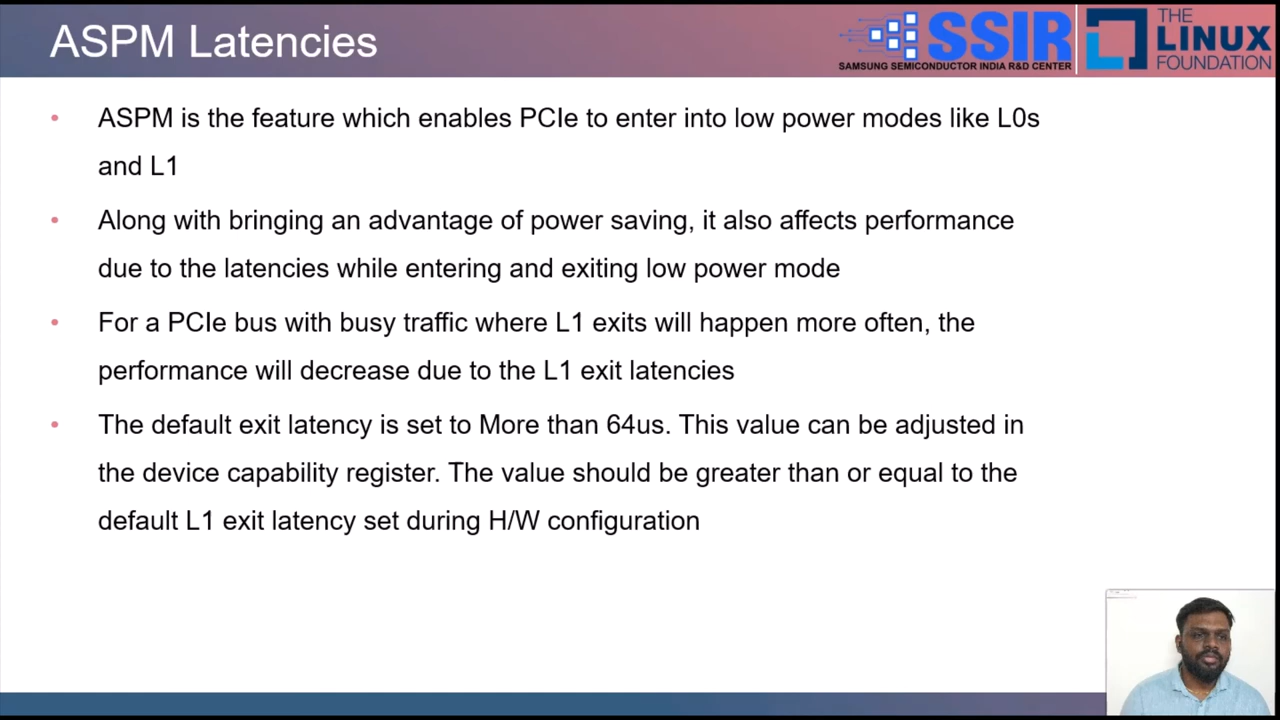 ASPM Latencies
SSIR
SAMSUNG SEMICONDUCTOR INDIA R&D CENTER
THE
LINUX
FOUNDATION
• ASPM is the feature which enables PCIe to enter into low power modes like L0s
and L1
• Along with bringing an advantage of power saving, it also affects performance
due to the latencies while entering and exiting low power mode
• For a PCIe bus with busy traffic where L1 exits will happen more often, the
performance will decrease due to the L1 exit latencies
• The default exit latency is set to More than 64us. This value can be adjusted in
the device capability register. The value should be greater than or equal to the
default L1 exit latency set during H/W configuration